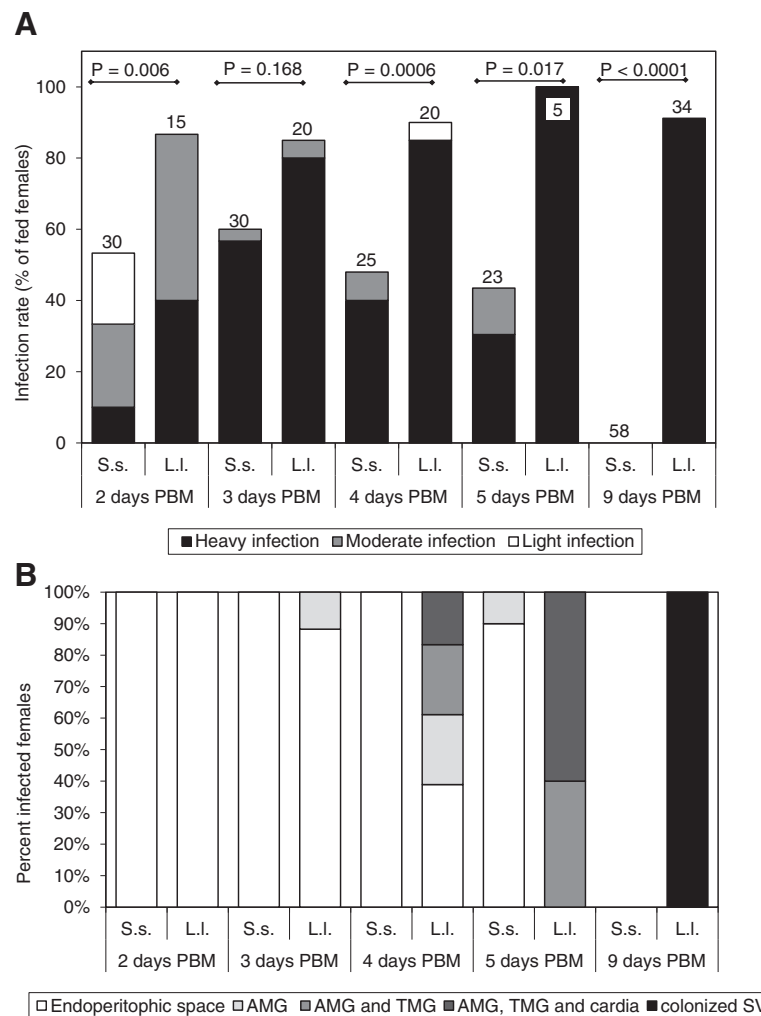 A
P = 0.006 P = 0.168 P = 0.0006 P = 0.017 P < 0.0001
Infection rate (% of fed females)
100
80
60
40
20
0
30 15 30 20 25 20 23 5 58 34
S.s. L.l. S.s. L.l. S.s. L.l. S.s. L.l. S.s. L.l.
2 days PBM 3 days PBM 4 days PBM 5 days PBM 9 days PBM
Heavy infection Moderate infection Light infection
B
Percent infected females
100%
90%
80%
70%
60%
50%
40%
30%
20%
10%
0%
S.s. L.l. S.s. L.l. S.s. L.l. S.s. L.l. S.s. L.l.
2 days PBM 3 days PBM 4 days PBM 5 days PBM 9 days PBM
Endoperitophic space AMG AMG and TMG AMG, TMG and cardia colonized SV